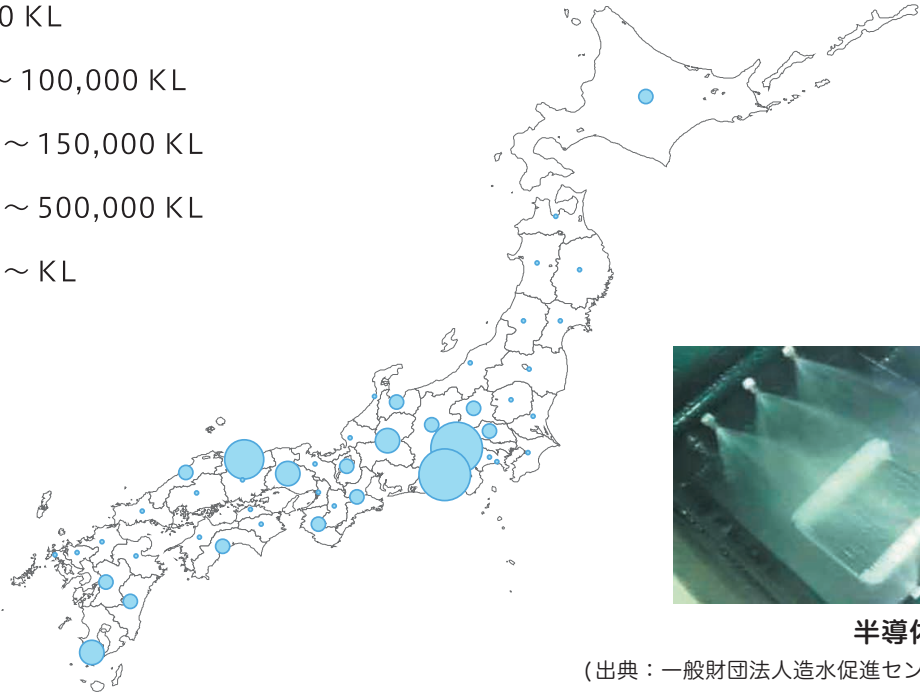 0 KL
～ 100,000 KL
～ 150,000 KL
～ 500,000 KL
～ KL
半導
(出典：一般財団法人造水促進セン